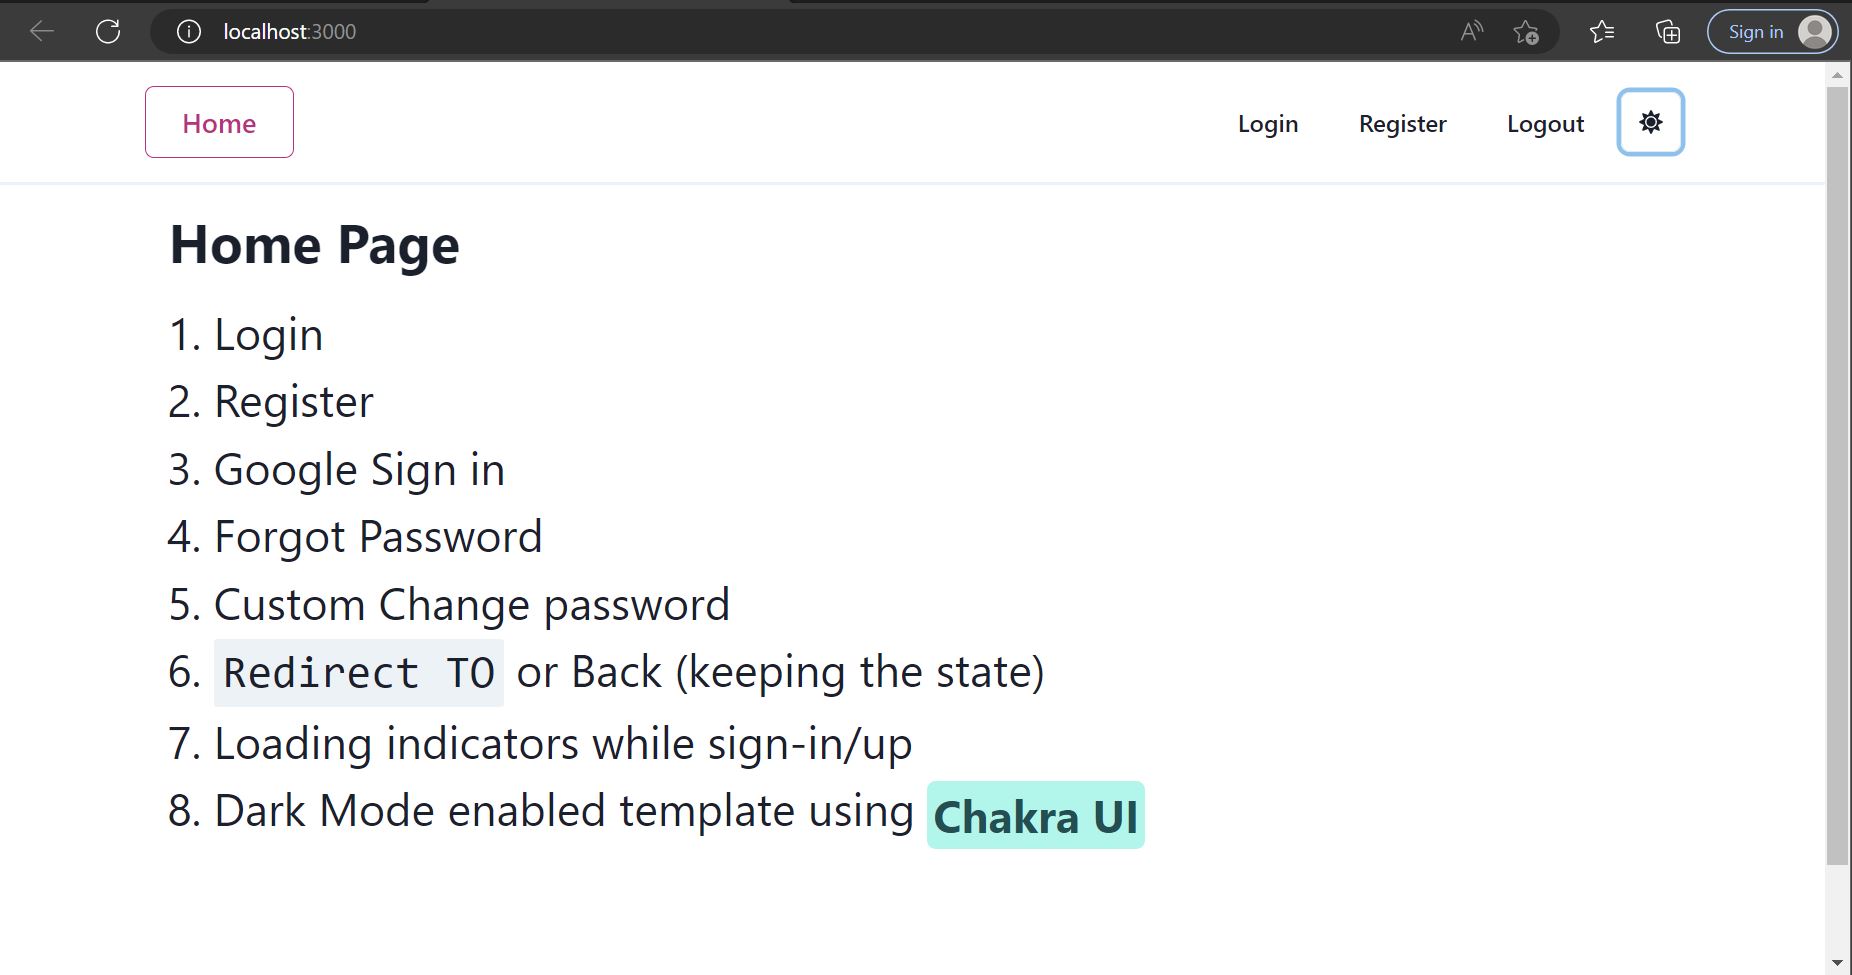 localhost:3000
Sign in
Home
Login
Register
Logout
Home Page
1. Login
2. Register
3. Google Sign in
4. Forgot Password
5. Custom Change password
6. Redirect TO or Back (keeping the state)
7. Loading indicators while sign-in/up
8. Dark Mode enabled template using Chakra UI